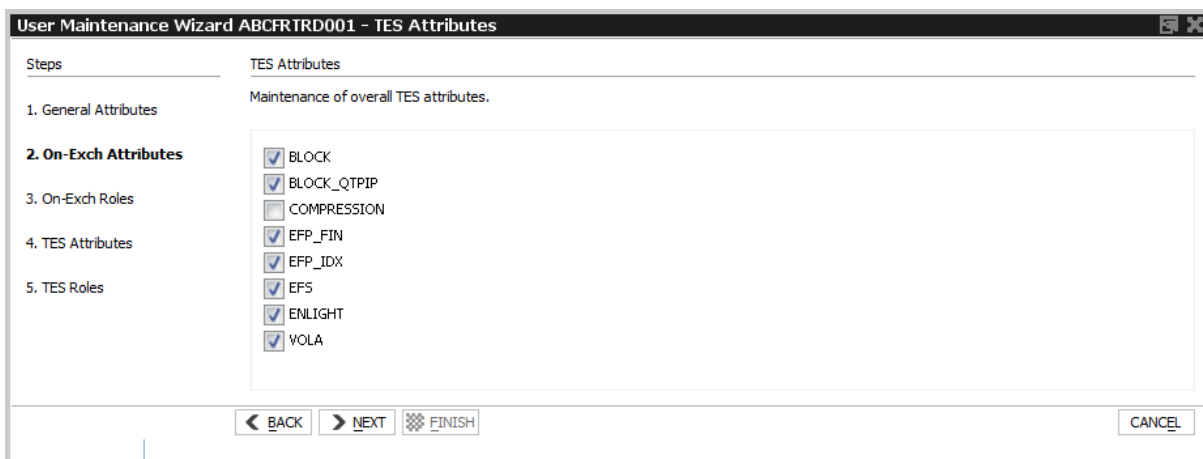 User Maintenance Wizard ABCFRTRD001 - TES Attributes
Steps
1. General Attributes
2. On-Exch Attributes
3. On-Exch Roles
4. TES Attributes
5. TES Roles
TES Attributes
Maintenance of overall TES attributes.
BLOCK
BLOCK_QTPIP
COMPRESSION
EFP_FIN
EFP_IDX
EFS
ENLIGHT
VOLA
BACK NEXT FINISH CANCEL